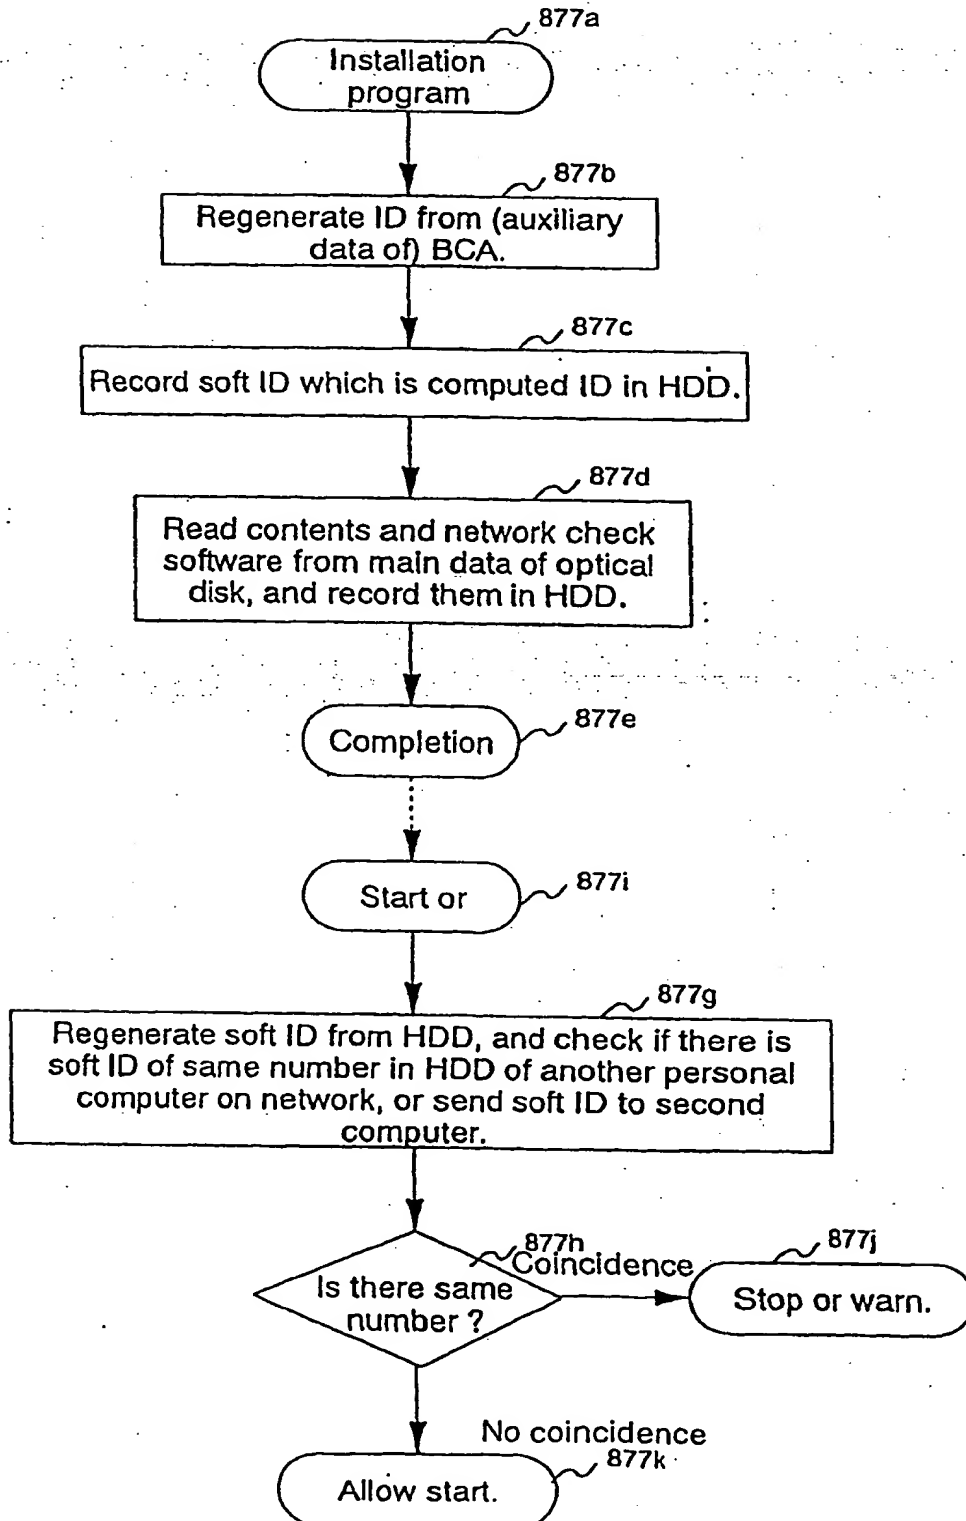 877a
Installation
program
877b
Regenerate ID from (auxiliary
data of) BCA.
877c
Record soft ID which is computed ID in HDD.
877d
Read contents and network check
software from main data of optical
disk, and record them in HDD.
877e
Completion
877i
Start or
877g
Regenerate soft ID from HDD, and check if there is
soft ID of same number in HDD of another personal
computer on network, or send soft ID to second
computer.
877h
Coincidence
877j
Is there same
number ?
Stop or warn.
No coincidence
877k
Allow start.